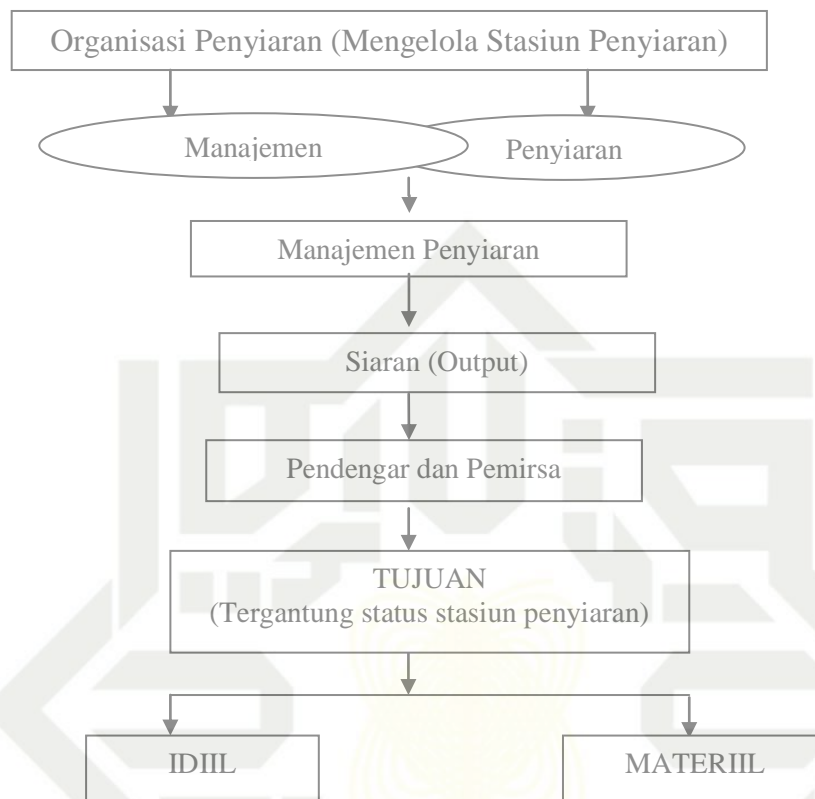 Organisasi Penyiaran (Mengelola Stasiun Penyiaran)
Manajemen
Penyiaran
Manajemen Penyiaran
Siaran (Output)
Pendengar dan Pemirsa
TUJUAN
(Tergantung status stasiun penyiaran)
IDIIL
MATERIIL